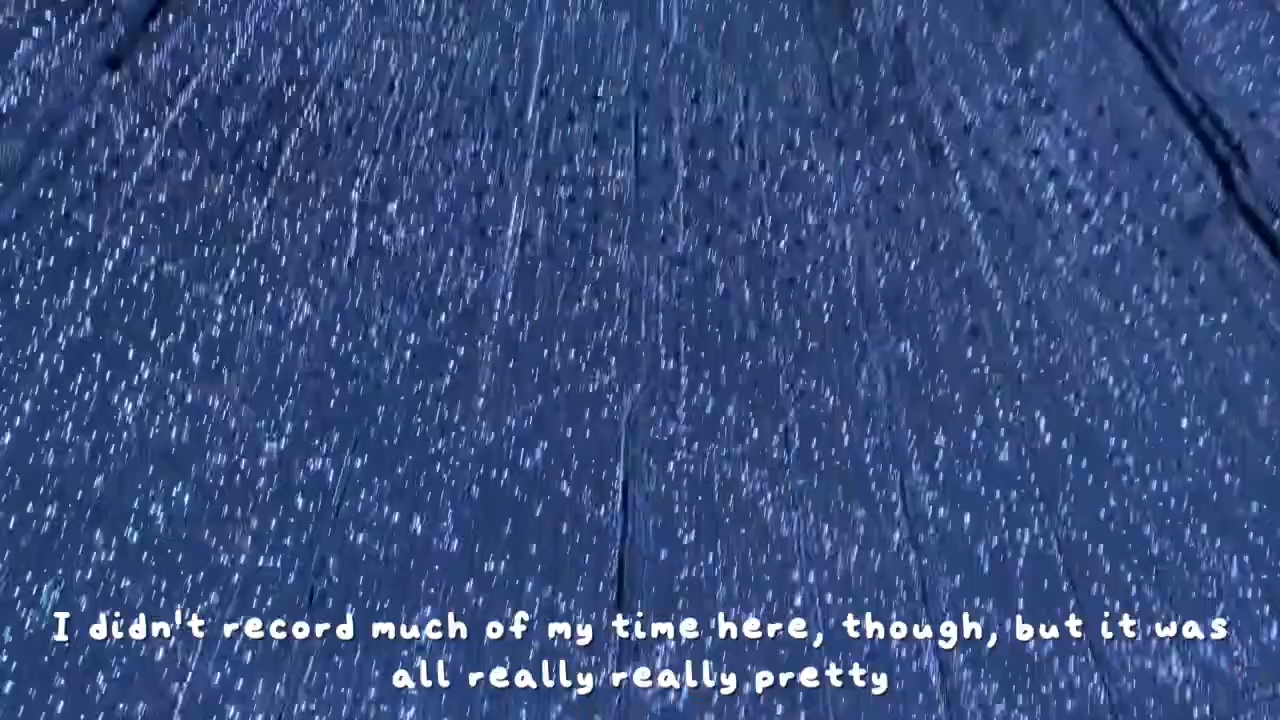 I didn't record much of my time here, though, but it was
all really really pretty